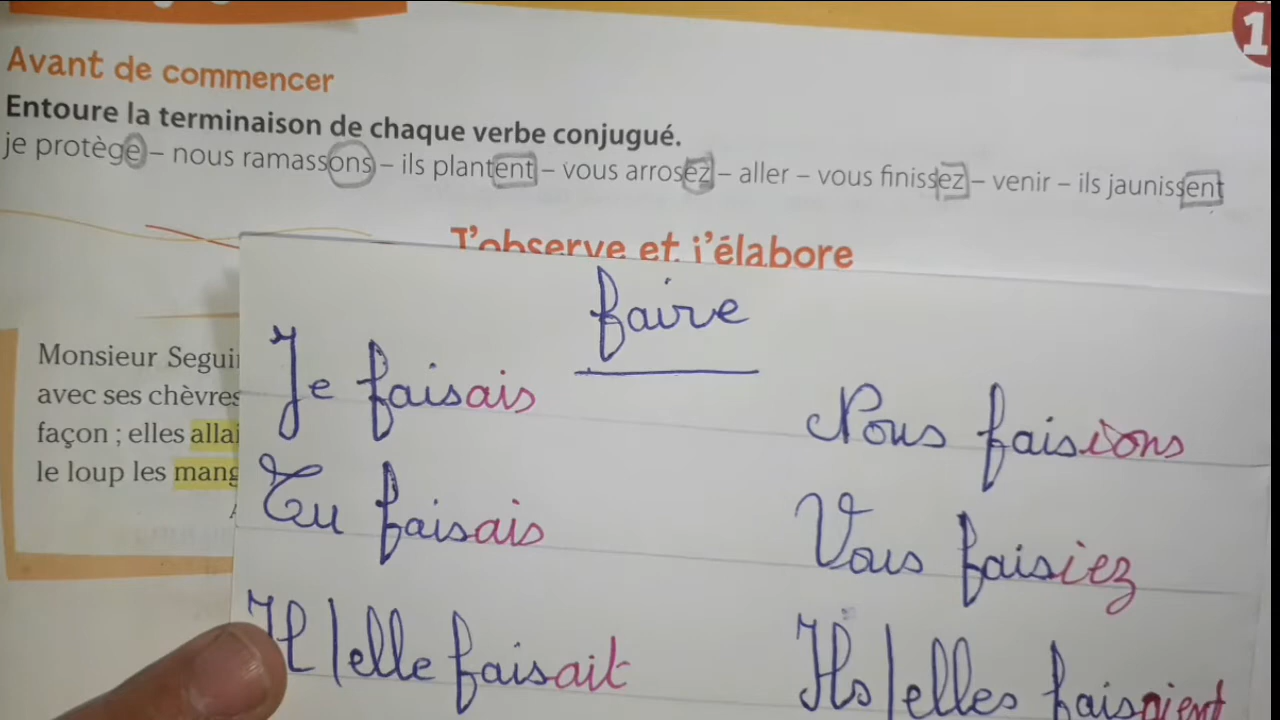 1
Avant de commencer
Entoure la terminaison de chaque verbe conjugué.
je protège – nous ramassons – ils plantent – vous arrosez – aller – vous finissez – venir – ils jaunissent
J'observe et j'élabore
faire
Je faisais
Nous faisions
Tu faisais
Vous faisiez
Il/elle faisait
Ils/elles faisaient
Monsieur Segui
avec ses chèvres
façon ; elles allai
le loup les mang